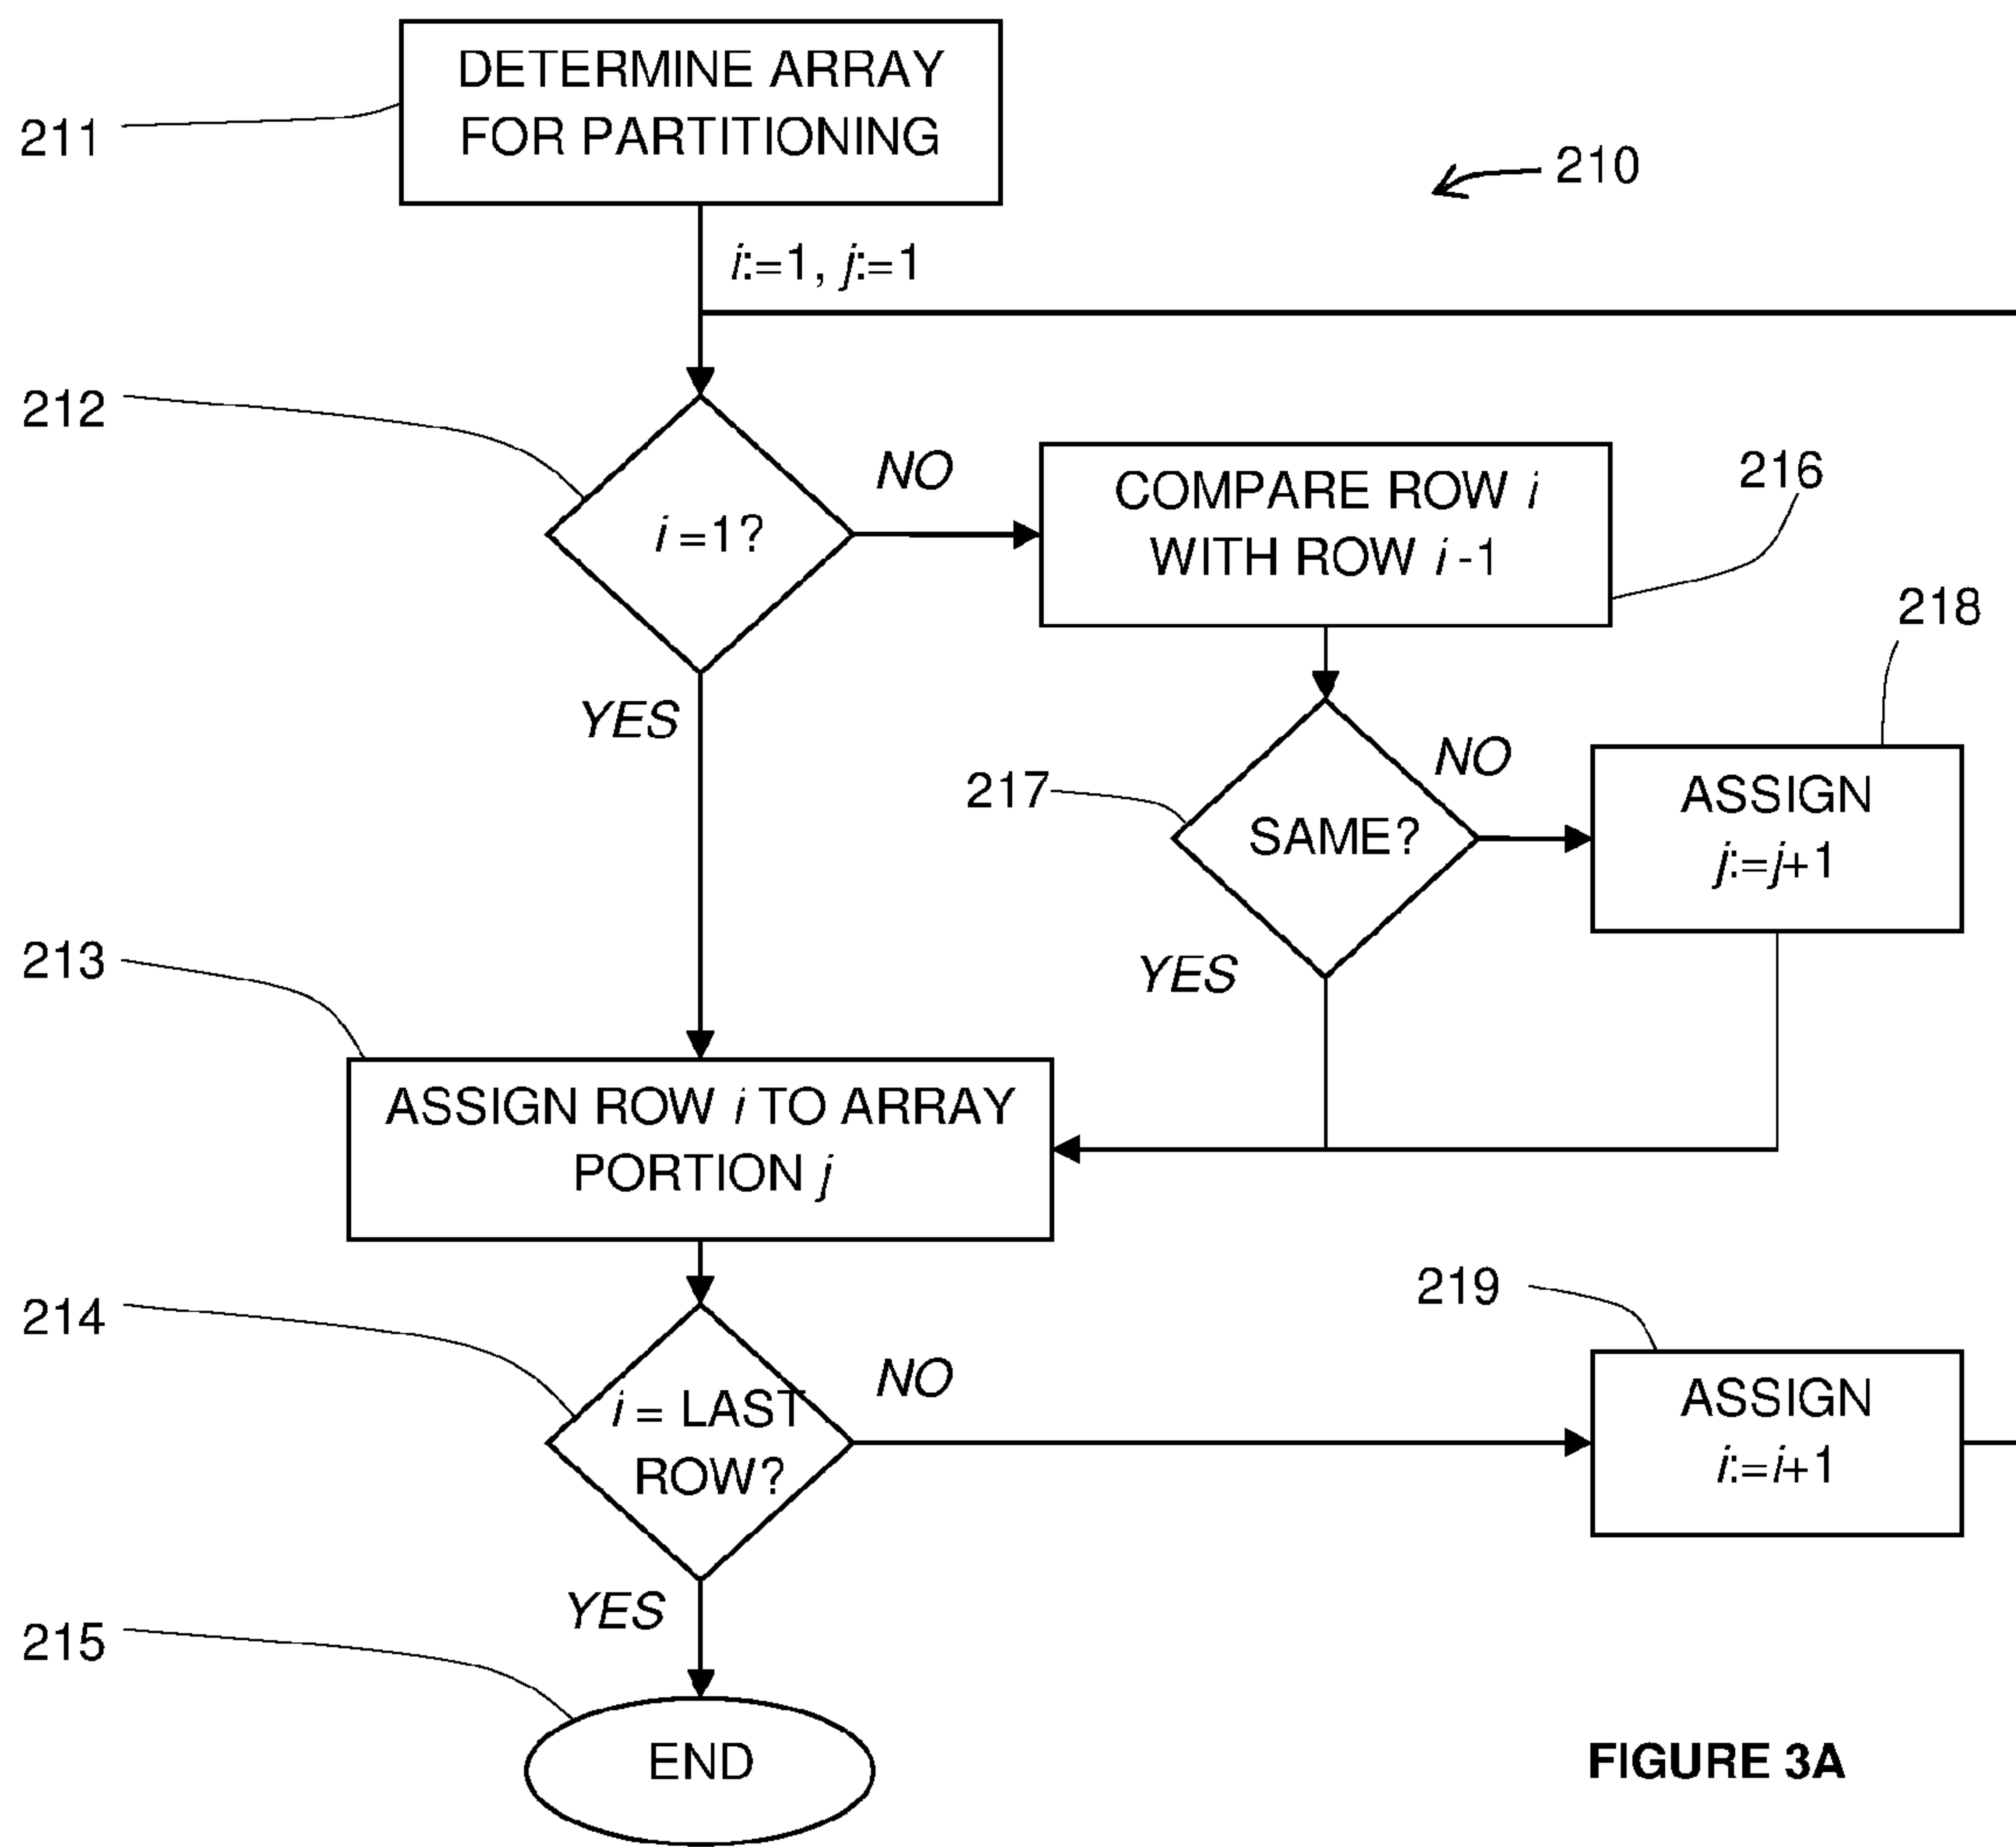 DETERMINE ARRAY
FOR PARTITIONING
211
210
i:=1, j:=1
212
NO
i =1?
COMPARE ROW i
WITH ROW i -1
216
218
YES
217
NO
SAME?
ASSIGN
j:=j+1
213
YES
ASSIGN ROW i TO ARRAY
PORTION j
219
214
NO
i = LAST
ROW?
ASSIGN
i:=i+1
YES
215
END
FIGURE 3A